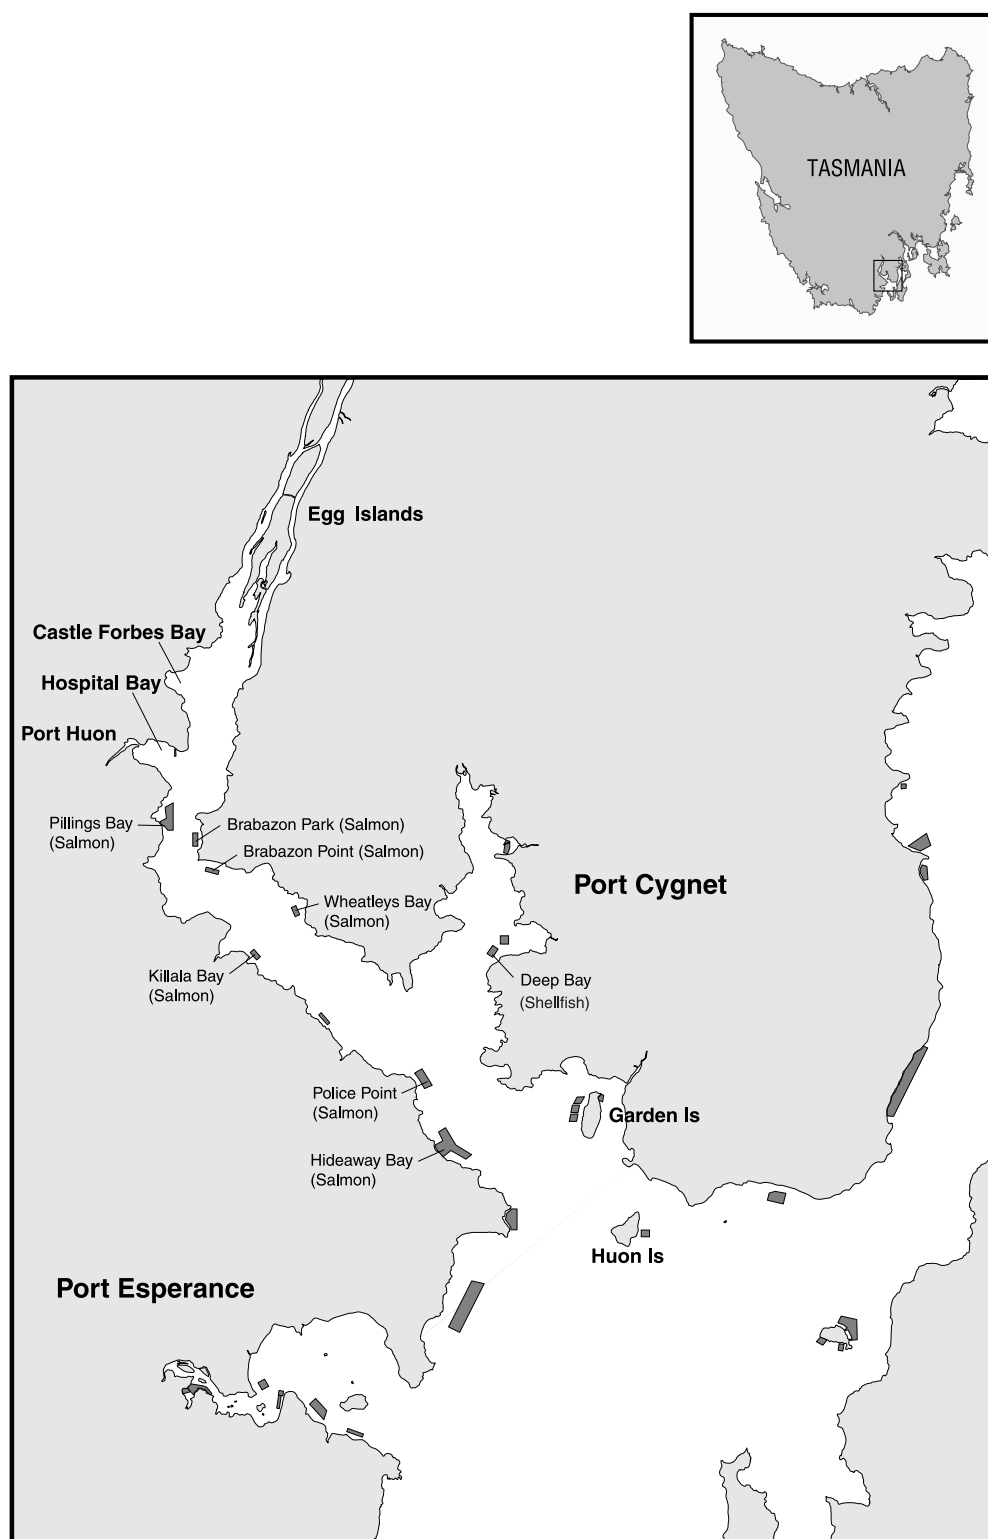 TASMANIA
Egg Islands
Castle Forbes Bay
Hospital Bay
Port Huon
Pillings Bay
(Salmon)
Brabazon Park (Salmon)
Brabazon Point (Salmon)
Port Cygnet
Wheatleys Bay
(Salmon)
Killala Bay
(Salmon)
Deep Bay
(Shellfish)
Police Point
(Salmon)
Garden Is
Hideaway Bay
(Salmon)
Huon Is
Port Esperance